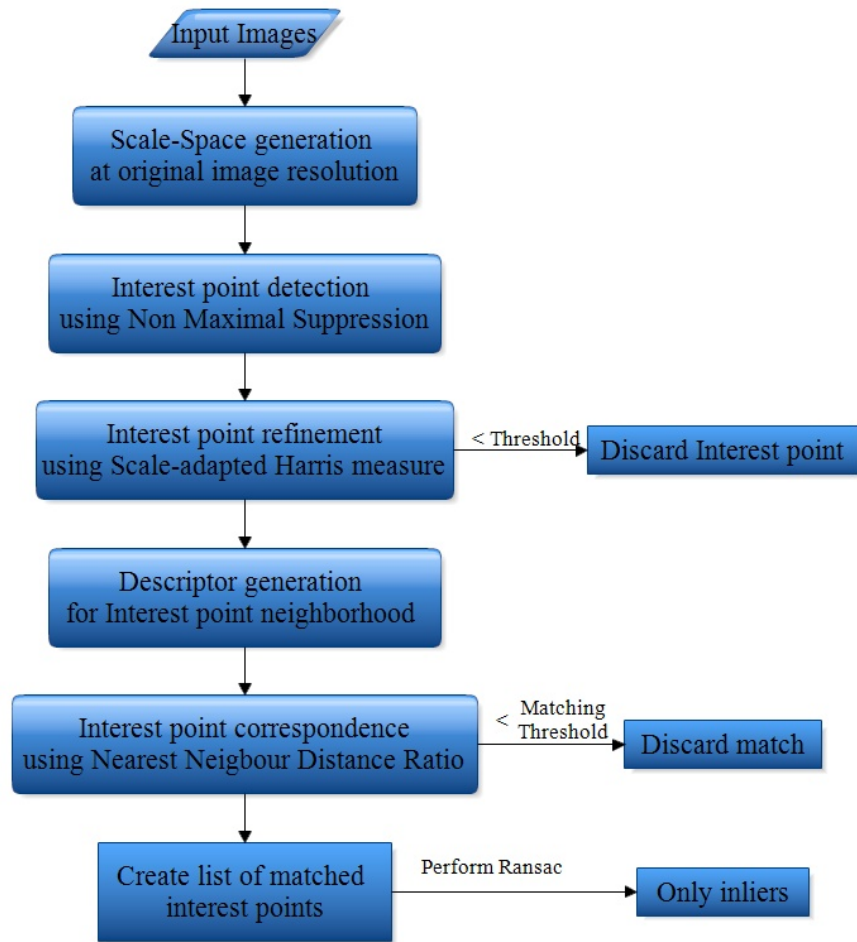 Input Images
Scale-Space generation
at original image resolution
Interest point detection
using Non Maximal Suppression
Interest point refinement
using Scale-adapted Harris measure
< Threshold
Discard Interest point
Descriptor generation
for Interest point neighborhood
Interest point correspondence
using Nearest Neigbour Distance Ratio
< Matching
Threshold
Discard match
Create list of matched
interest points
Perform Ransac
Only inliers